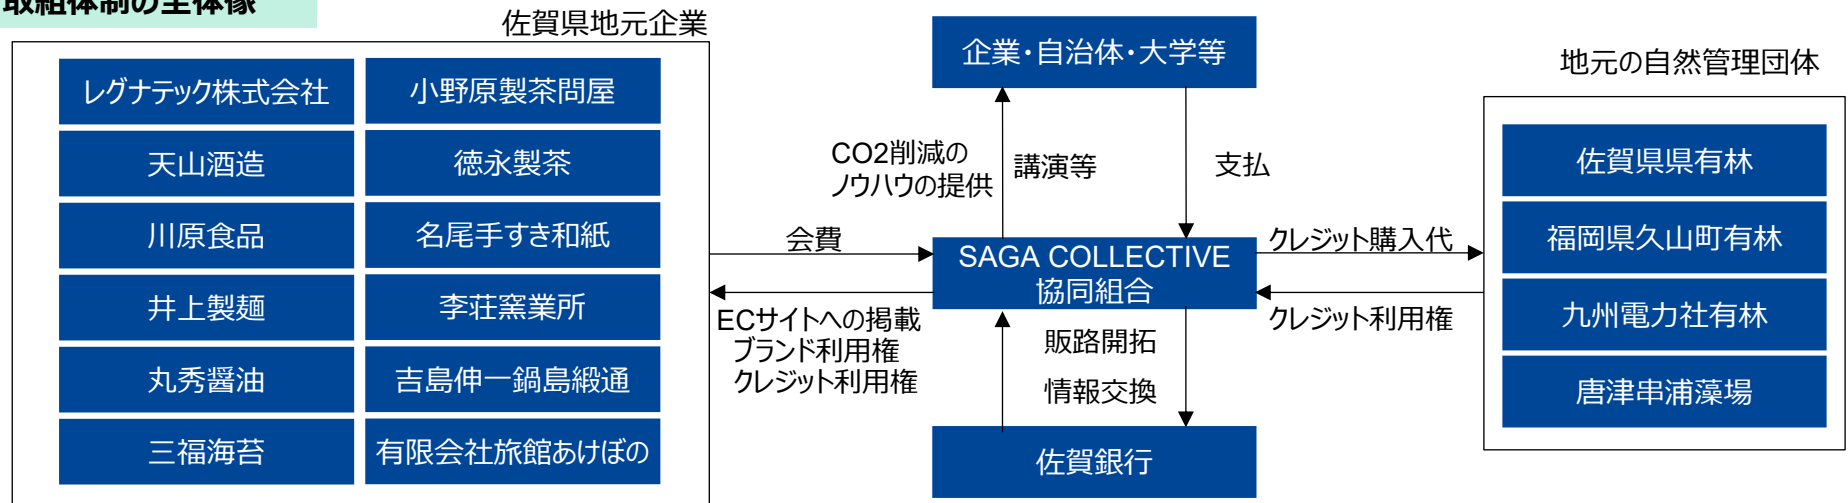 取組体制の全体像
佐賀県地元企業
レグナテック株式会社
小野原製茶問屋
天山酒造
徳永製茶
川原食品
名尾手すき和紙
井上製麺
李荘窯業所
丸秀醤油
吉島伸一鍋島緞通
三福海苔
有限会社旅館あけぼの
会費
ECサイトへの掲載
ブランド利用権
クレジット利用権
企業・自治体・大学等
CO2削減の
ノウハウの提供
講演等
支払
SAGA COLLECTIVE
協同組合
販路開拓
情報交換
佐賀銀行
クレジット購入代
クレジット利用権
地元の自然管理団体
佐賀県県有林
福岡県久山町有林
九州電力社有林
唐津串浦藻場